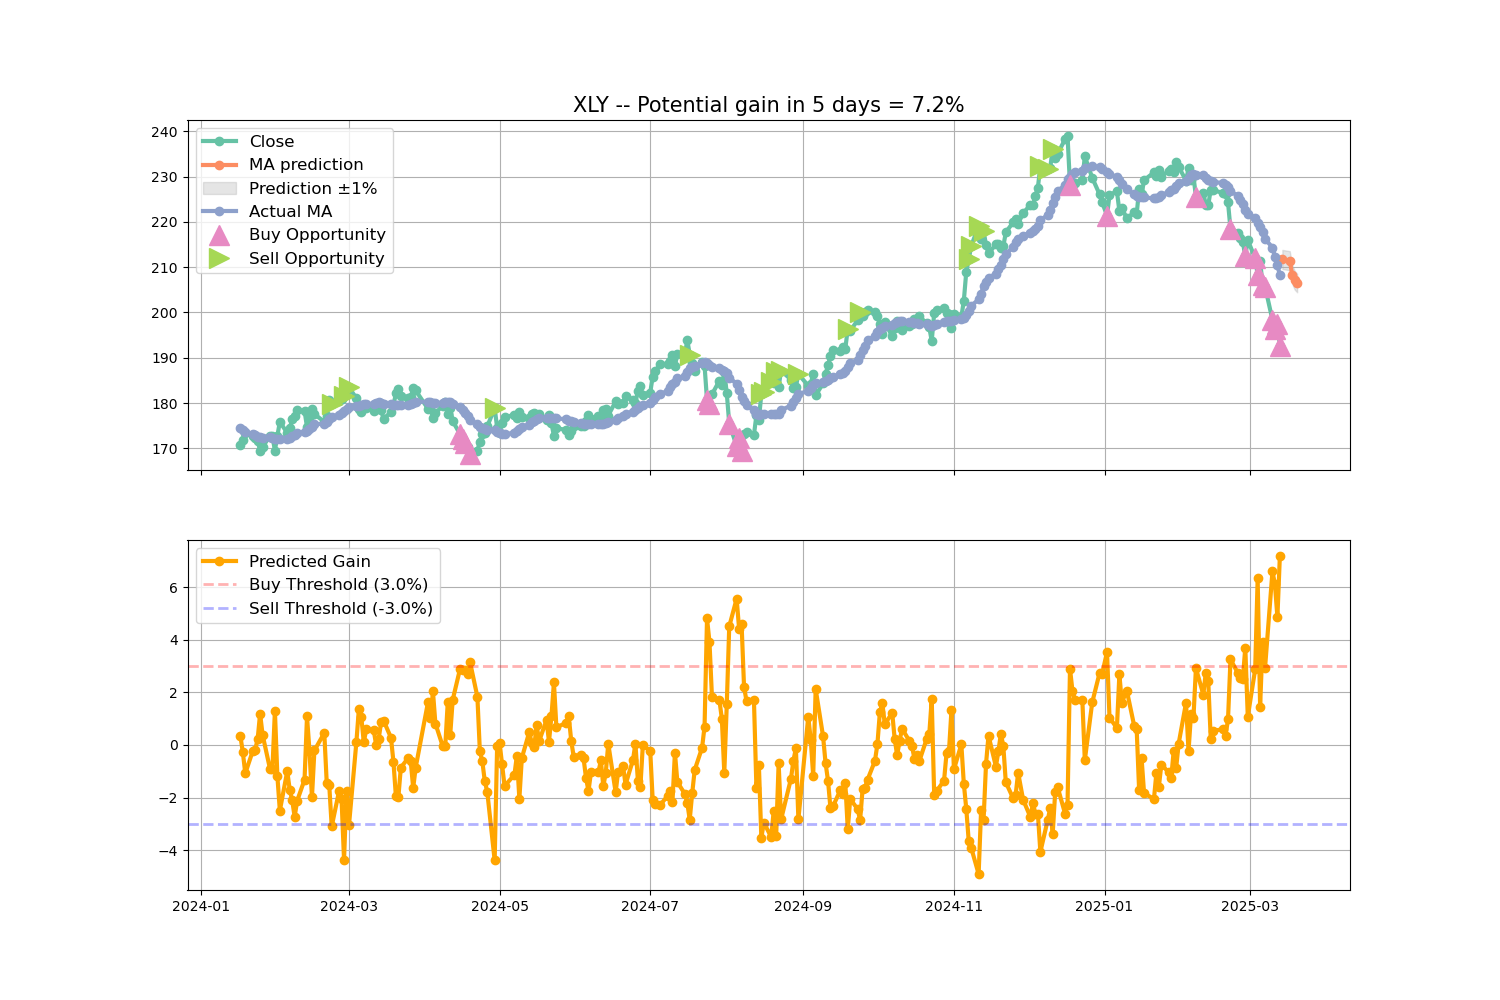 XLY -- Potential gain in 5 days = 7.2%
240
230
220
210
200
190
180
170
Close
MA prediction
Prediction ±1%
Actual MA
Buy Opportunity
Sell Opportunity
6
4
2
0
−2
−4
Predicted Gain
Buy Threshold (3.0%)
Sell Threshold (-3.0%)
2024-01
2024-03
2024-05
2024-07
2024-09
2024-11
2025-01
2025-03